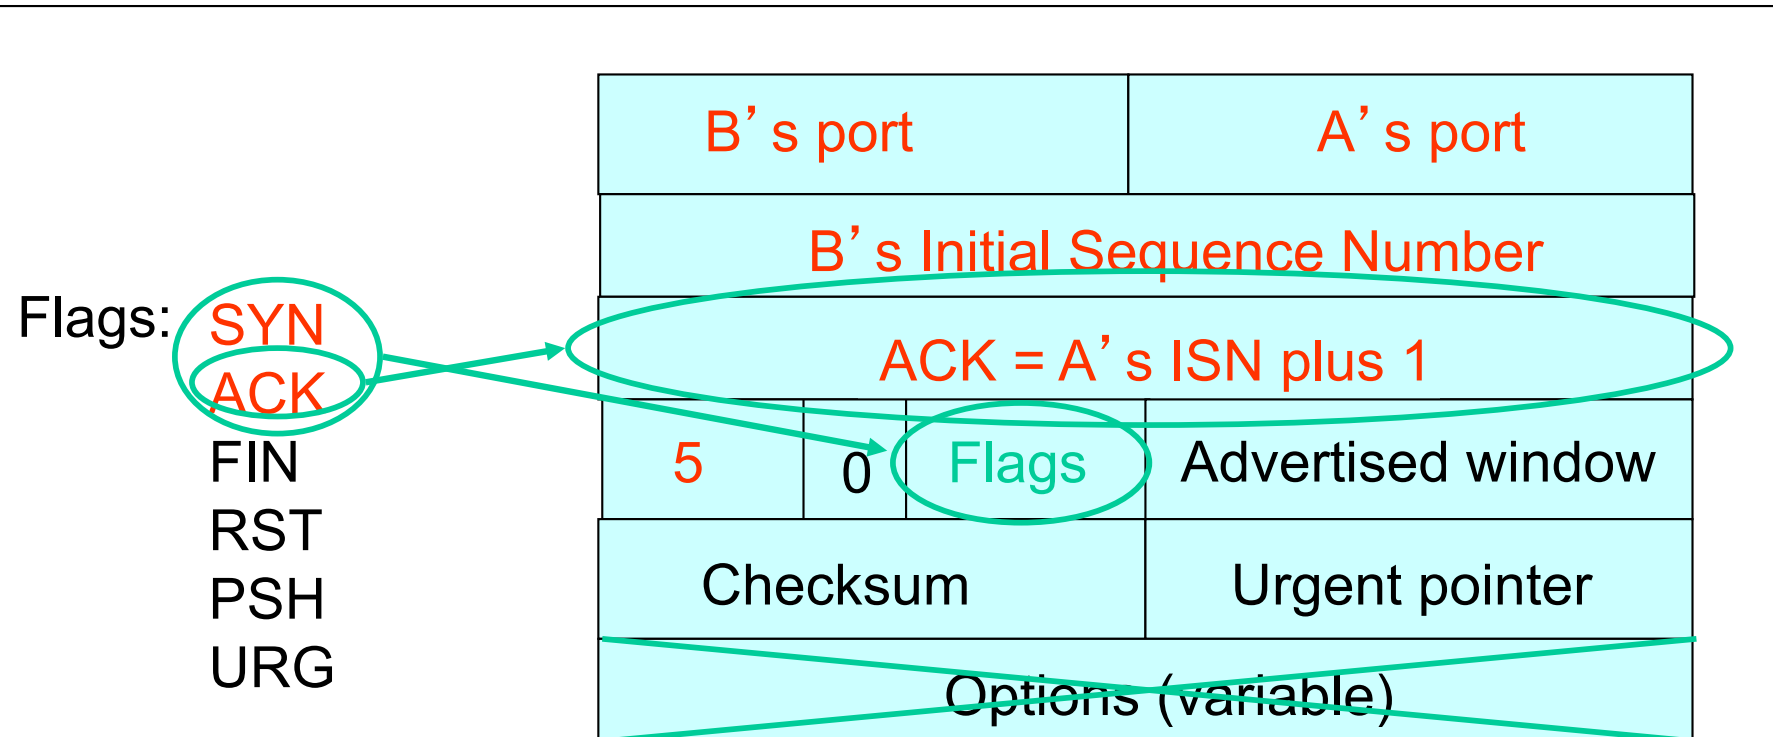 B’s port A’s port
B’s Initial Sequence Number
Flags: SYN
ACK
FIN
RST
PSH
URG
ACK = A’s ISN plus 1
5 0 Flags Advertised window
Checksum Urgent pointer
Options (variable)